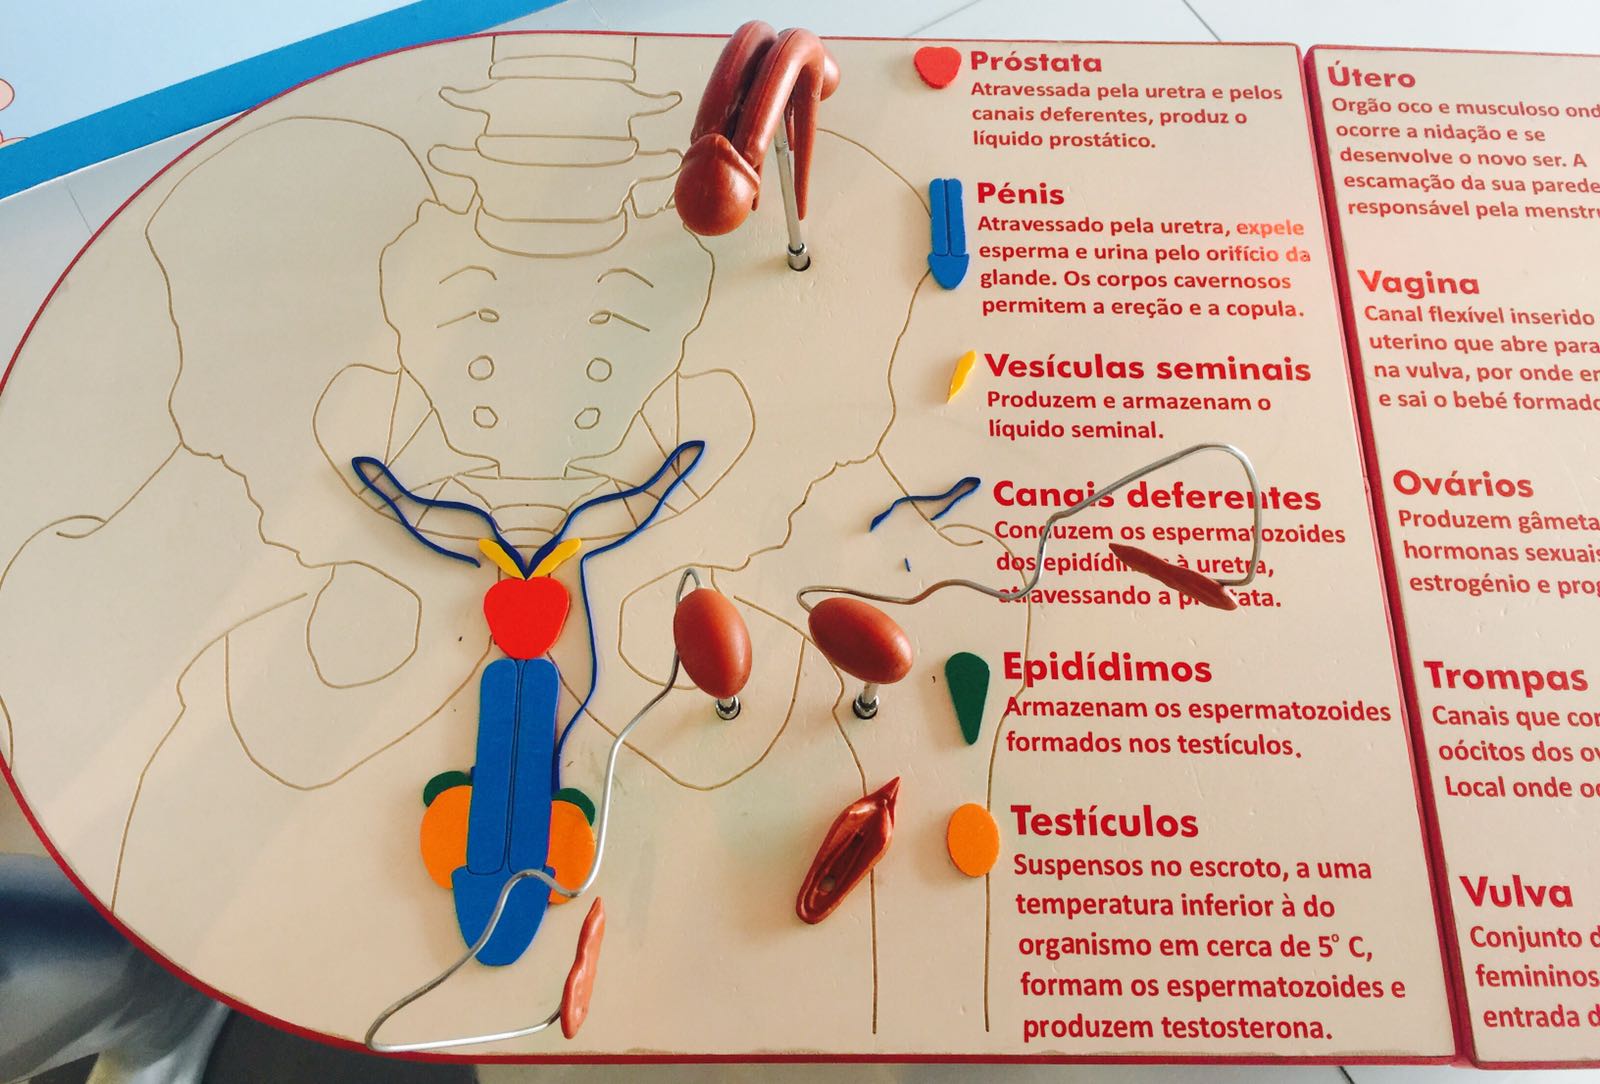 Próstata
Atravessada pela uretra e pelos
canais deferentes, produz o
líquido prostático.
Pénis
Atravessado pela uretra, expele
esperma e urina pelo orifício da
glande. Os corpos cavernosos
permitem a ereção e a copula.
Vesículas seminais
Produzem e armazenam o
líquido seminal.
Canais deferentes
Conduzem os espermatozoides
dos à uretra,
atravessando a
Epidídimos
Armazenam os espermatozoides
formados nos testículos.
Testículos
Suspensos no escroto, a uma
temperatura inferior à do
organismo em cerca de 5º C,
formam os espermatozoides e
produzem testosterona.
Útero
Orgão oco e musculoso
ocorre a nidação e se
desenvolve o novo ser. A
escamação da sua parede
responsável pela
Vagina
Canal flexível inserido
uterino que abre para
na vulva, por onde
e sai o bebé
Ovários
Produzem
hormonas sexuais
estrogénio e
Trompas
Canais que
oócitos dos
Local onde
Vulva
Conjunto
femininos
entrada